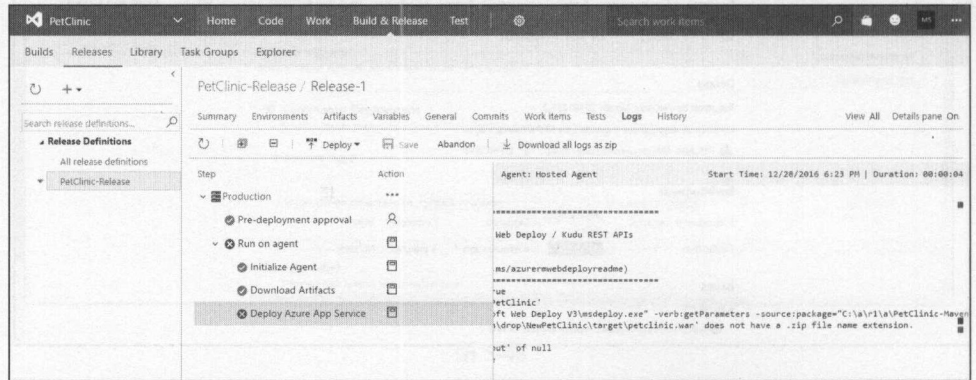 PetClinic Home Code Work Build & Release Test Search work items MS ...
Builds Releases Library Task Groups Explorer
PetClinic-Release / Release-1
Summary Environments Artifacts Variables General Commits Work items Tests Logs History View All Details pane On
Search release definitions...
Deploy Save Abandon Download all logs as zip
Release Definitions
All release definitions
PetClinic-Release
Step Action
Production
Pre-deployment approval
Run on agent
Initialize Agent
Download Artifacts
Deploy Azure App Service
Agent: Hosted Agent Start Time: 12/28/2016 6:23 PM | Duration: 00:00:04
===================================
Web Deploy / Kudu REST APIs
ms/azurermwebdeployreadme)
===================================
rue
PetClinic'
oft Web Deploy V3\msdeploy.exe" -verb:getParameters -source:package="C:\a\r1\a\PetClinic-Maven
\drop\NewPetClinic\target\petclinic.war' does not have a .zip file name extension.
put' of null